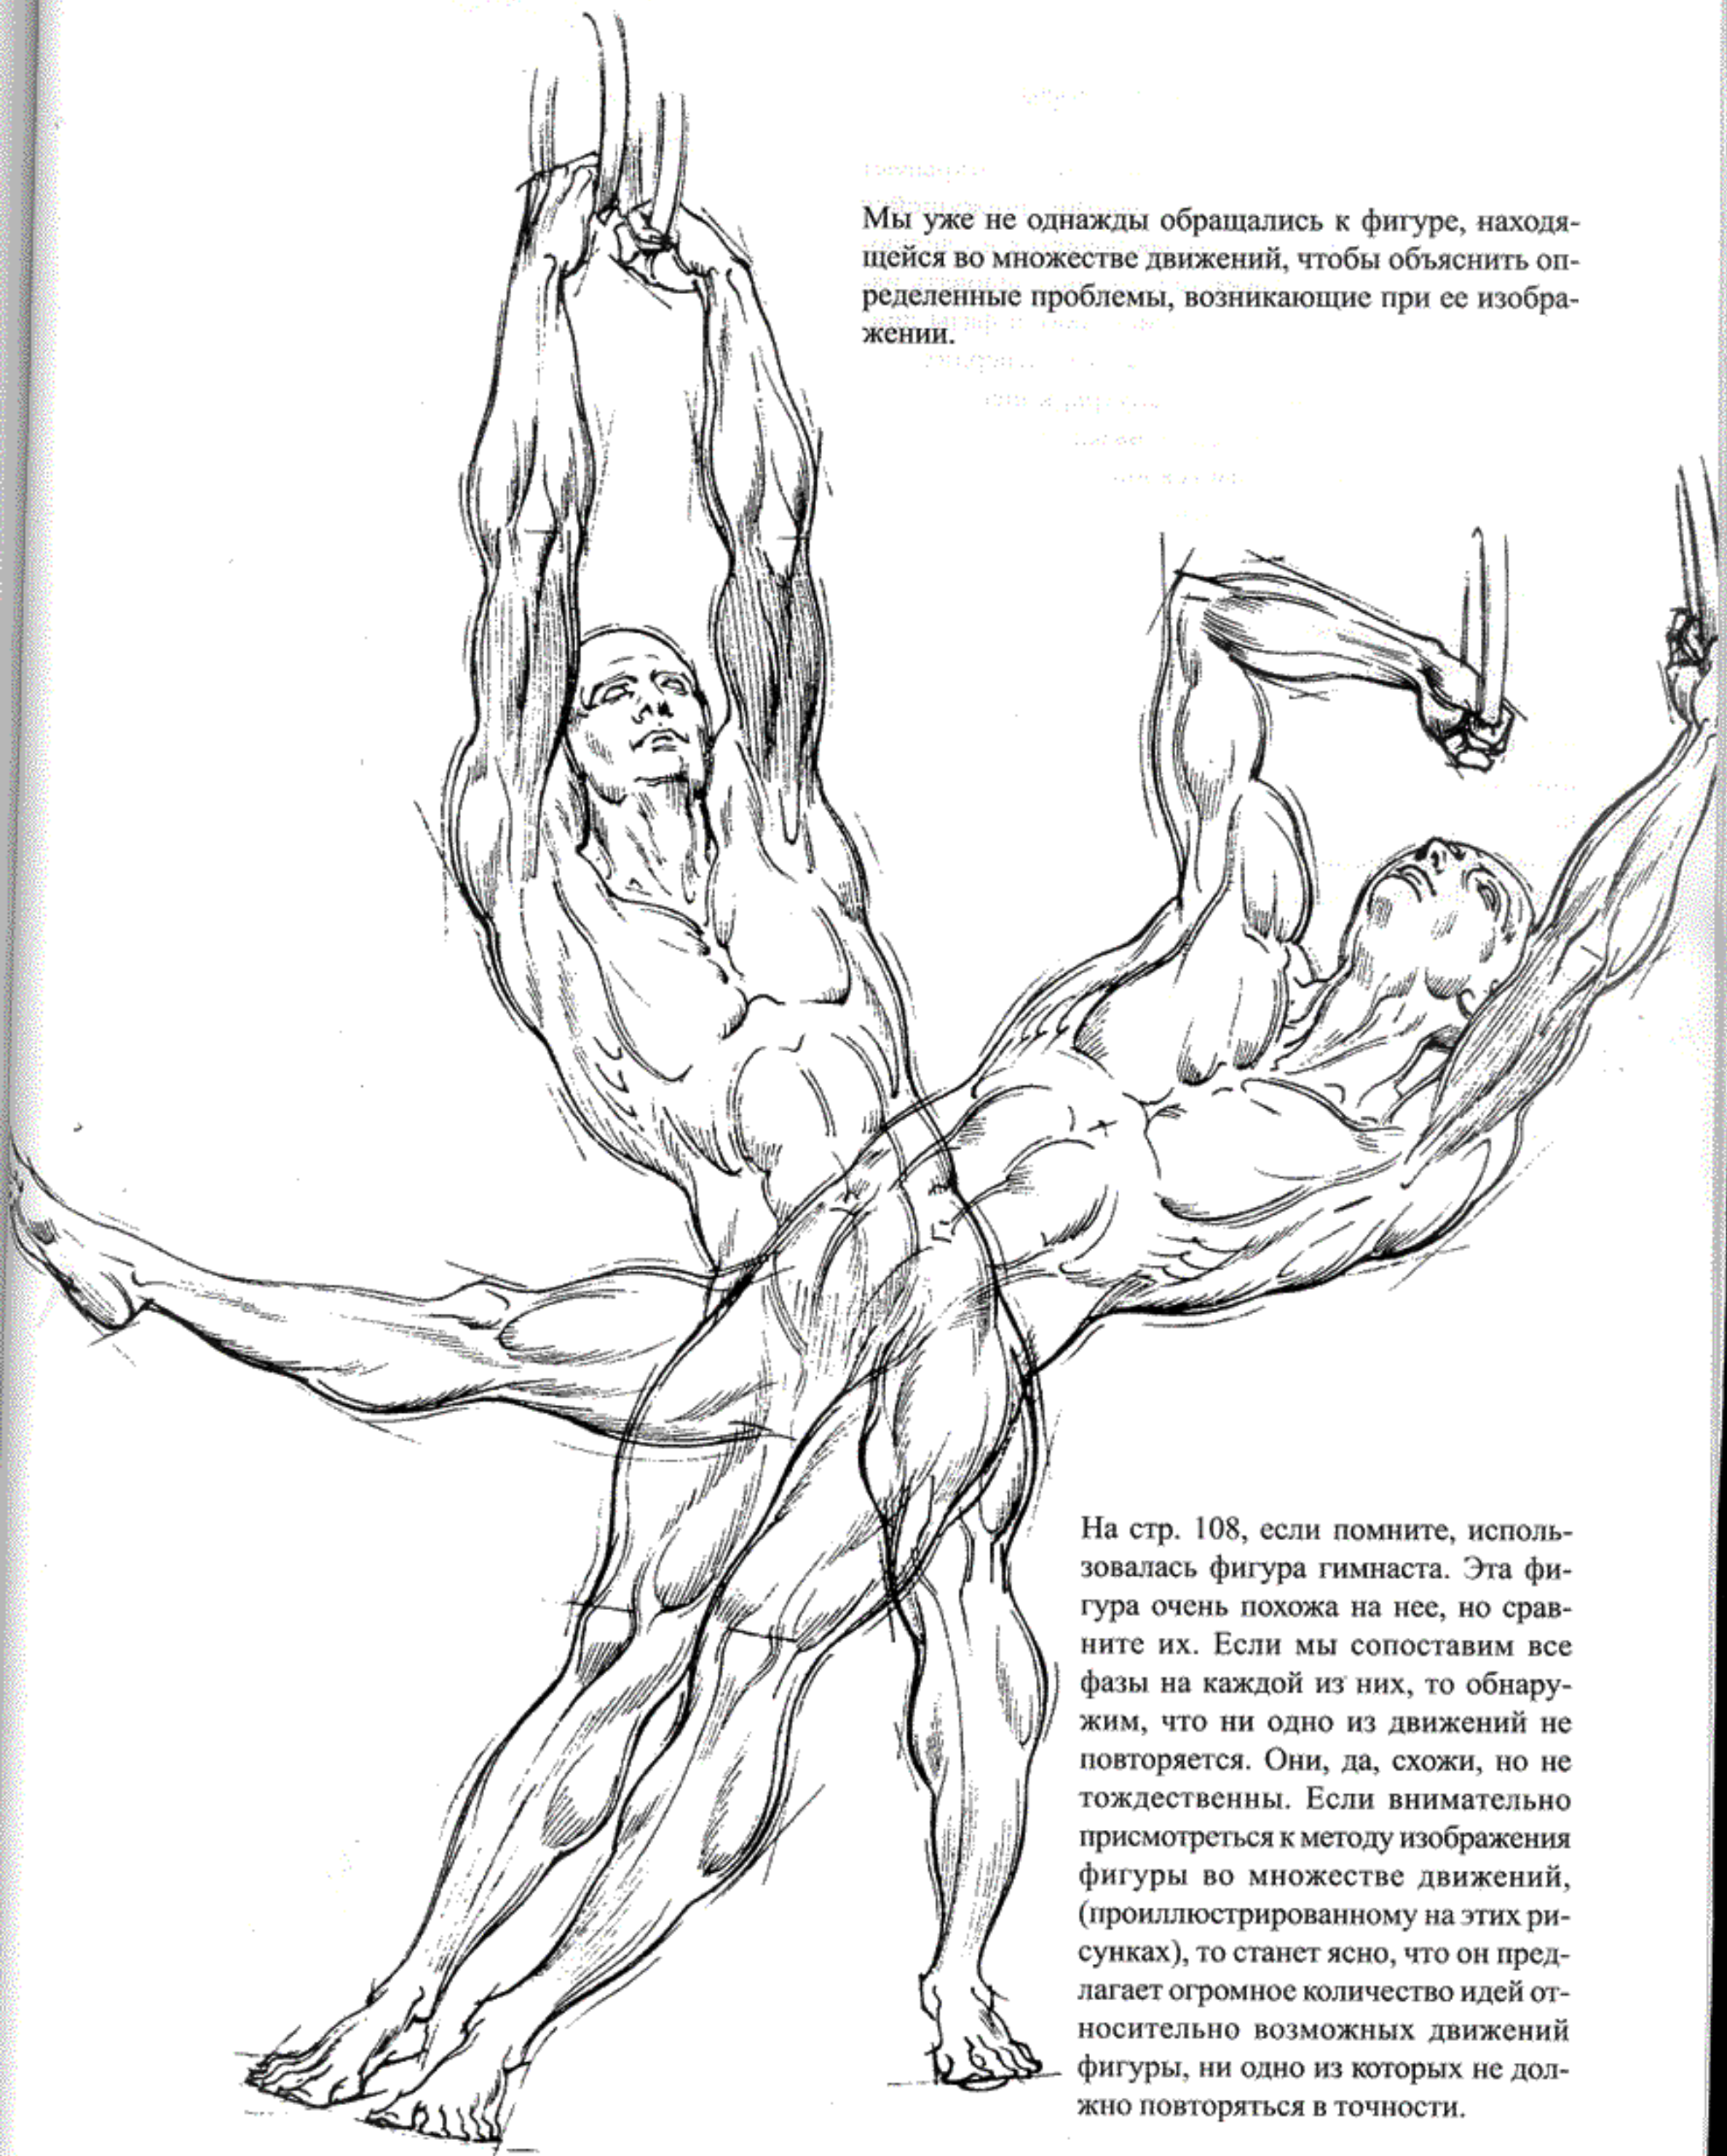 Мы уже не однажды обращались к фигуре, находя-
щейся во множестве движений, чтобы объяснить оп-
ределенные проблемы, возникающие при ее изобра-
жении.
На стр. 108, если помните, исполь-
зовалась фигура гимнаста. Эта фи-
гура очень похожа на нее, но срав-
ните их. Если мы сопоставим все
фазы на каждой из них, то обнару-
жим, что ни одно из движений не
повторяется. Они, да, схожи, но не
тождественны. Если внимательно
присмотреться к методу изображения
фигуры во множестве движений,
(проиллюстрированному на этих ри-
сунках), то станет ясно, что он пред-
лагает огромное количество идей от-
носительно возможных движений
фигуры, ни одно из которых не дол-
жно повторяться в точности.